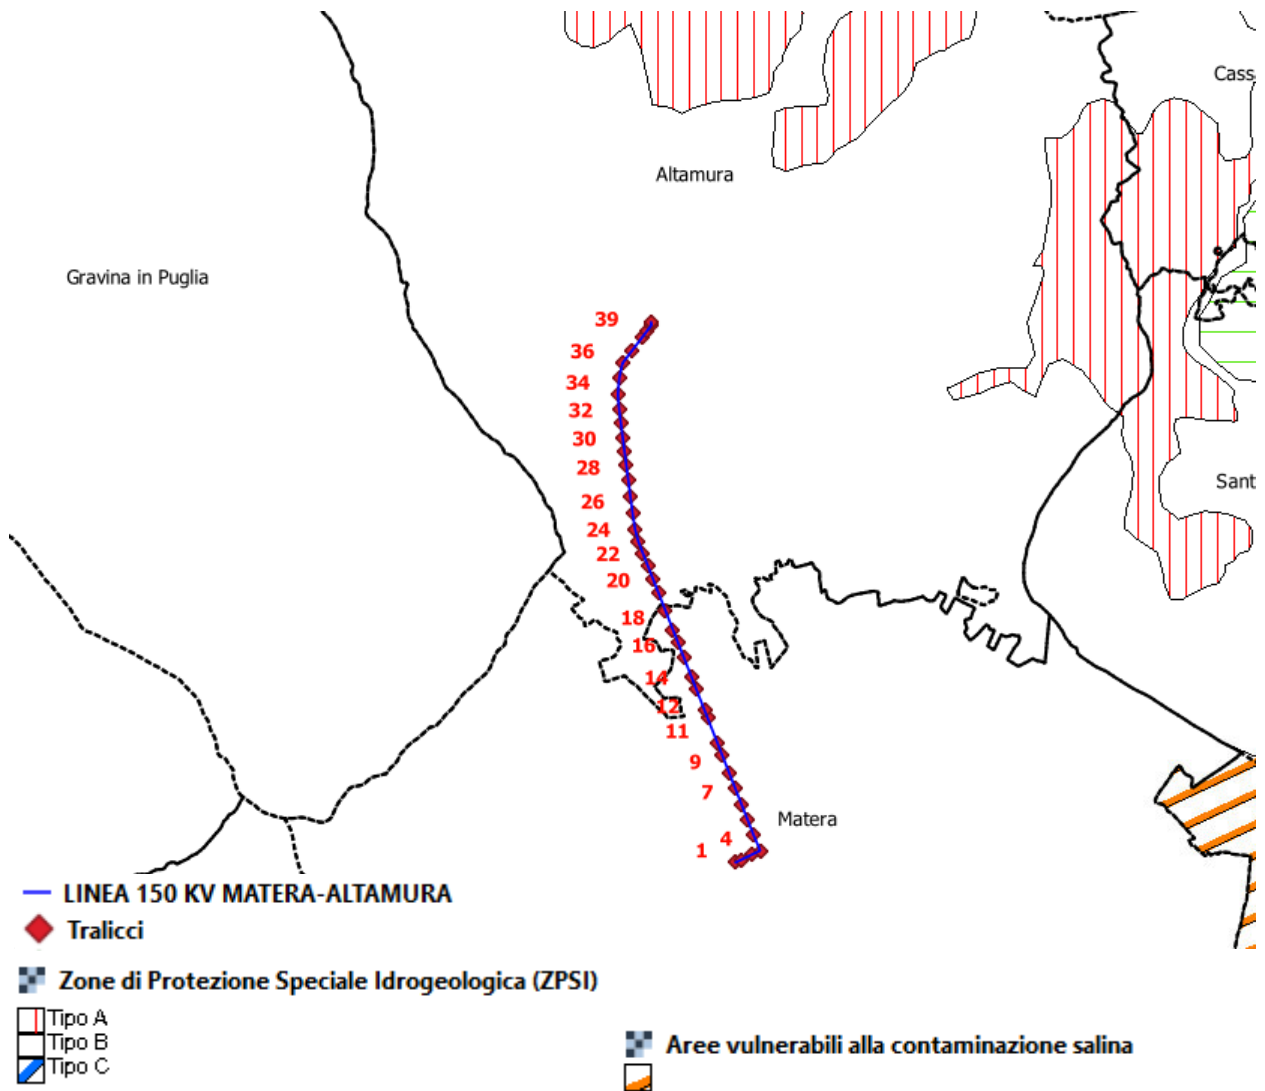 Cass
Altamura
Gravina in Puglia
39
36
34
32
30
28
Sant
26
24
22
20
18
16
14
12
11
9
7
Matera
4
1
LINEA 150 KV MATERA-ALTAMURA
Tralicci
Zone di Protezione Speciale Idrogeologica (ZPSI)
Tipo A
Tipo B
Tipo C
Aree vulnerabili alla contaminazione salina